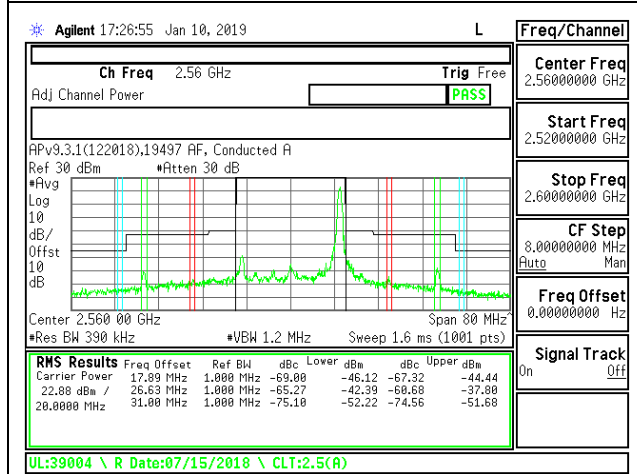 Agilent 17:26:55 Jan 10, 2019 L
Freq/Channel
Ch Freq 2.56 GHz Trig Free
Adj Channel Power PASS
Center Freq
2.56000000 GHz
Start Freq
2.52000000 GHz
Stop Freq
2.60000000 GHz
CF Step
8.00000000 MHz
Auto Man
Freq Offset
0.00000000 Hz
Signal Track
On Off
APv9.3.1(122018),19497 AF, Conducted A
Ref 30 dBm #Atten 30 dB
#Avg
Log
10
dB/
Offst
10
dB
Center 2.560 00 GHz Span 80 MHz^
#Res BW 390 kHz #VBW 1.2 MHz Sweep 1.6 ms (1001 pts)
RMS Results Freq Offset Ref BW dBc Lower dBm dBc Upper dBm
Carrier Power 17.89 MHz 1.000 MHz -69.00 -46.12 -67.32 -44.44
22.88 dBm / 26.63 MHz 1.000 MHz -65.27 -42.39 -60.68 -37.80
20.0000 MHz 31.00 MHz 1.000 MHz -75.10 -52.22 -74.56 -51.68
UL:39004 \ R Date:07/15/2018 \ CLT:2.5(A)